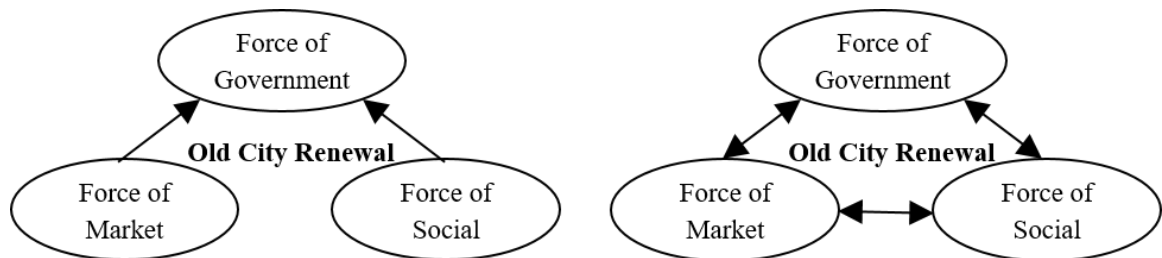 Force of
Government
Old City Renewal
Force of
Market
Force of
Social
Force of
Government
Old City Renewal
Force of
Market
Force of
Social